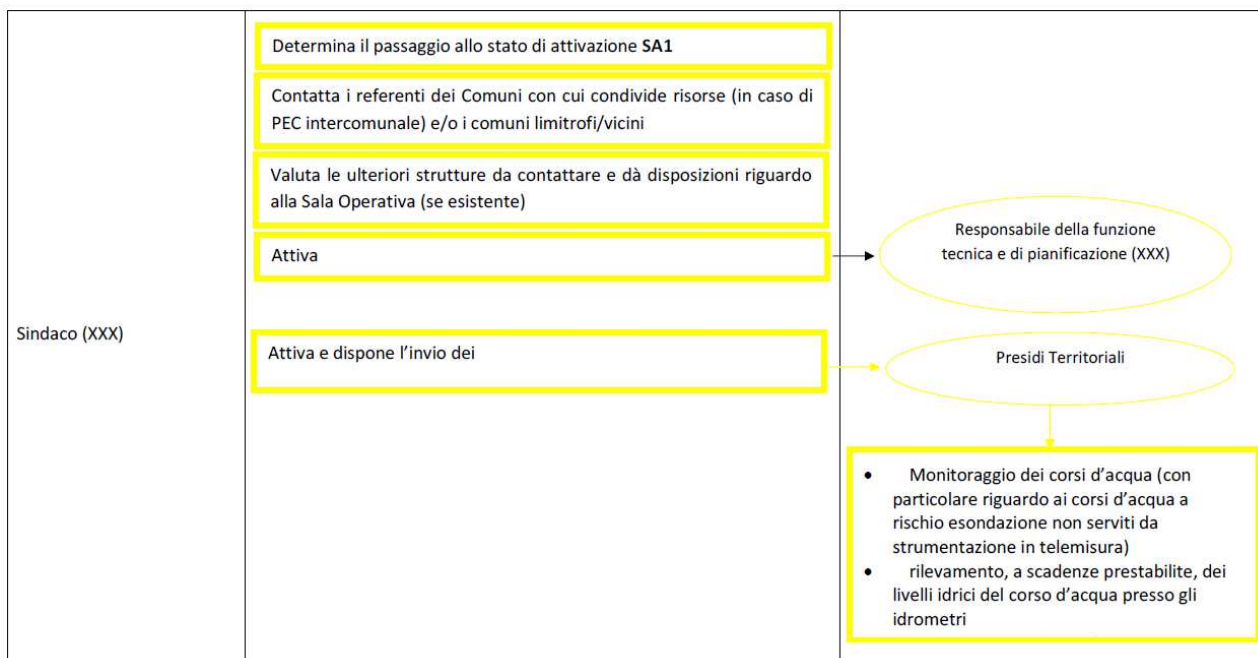 Determina il passaggio allo stato di attivazione SA1
Contatta i referenti dei Comuni con cui condivide risorse (in caso di
PEC intercomunale) e/o i comuni limitrofi/vicini
Valuta le ulteriori strutture da contattare e dà disposizioni riguardo
alla Sala Operativa (se esistente)
Attiva
Responsabile della funzione
tecnica e di pianificazione (XXX)
Sindaco (XXX)
Attiva e dispone l’invio dei
Presidi Territoriali
• Monitoraggio dei corsi d’acqua (con
particolare riguardo ai corsi d’acqua a
rischio esondazione non serviti da
strumentazione in telemisura)
• rilevamento, a scadenze prestabilite, dei
livelli idrici del corso d’acqua presso gli
idrometri